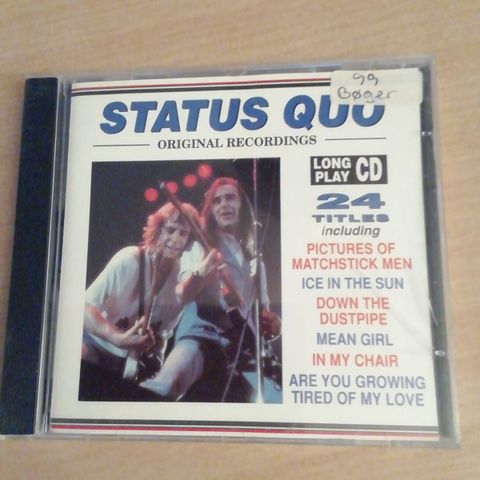 99
Bøger
STATUS QUO
ORIGINAL RECORDINGS
LONG
PLAY CD
24
TITLES
including
PICTURES OF
MATCHSTICK MEN
ICE IN THE SUN
DOWN THE
DUSTPIPE
MEAN GIRL
IN MY CHAIR
ARE YOU GROWING
TIRED OF MY LOVE